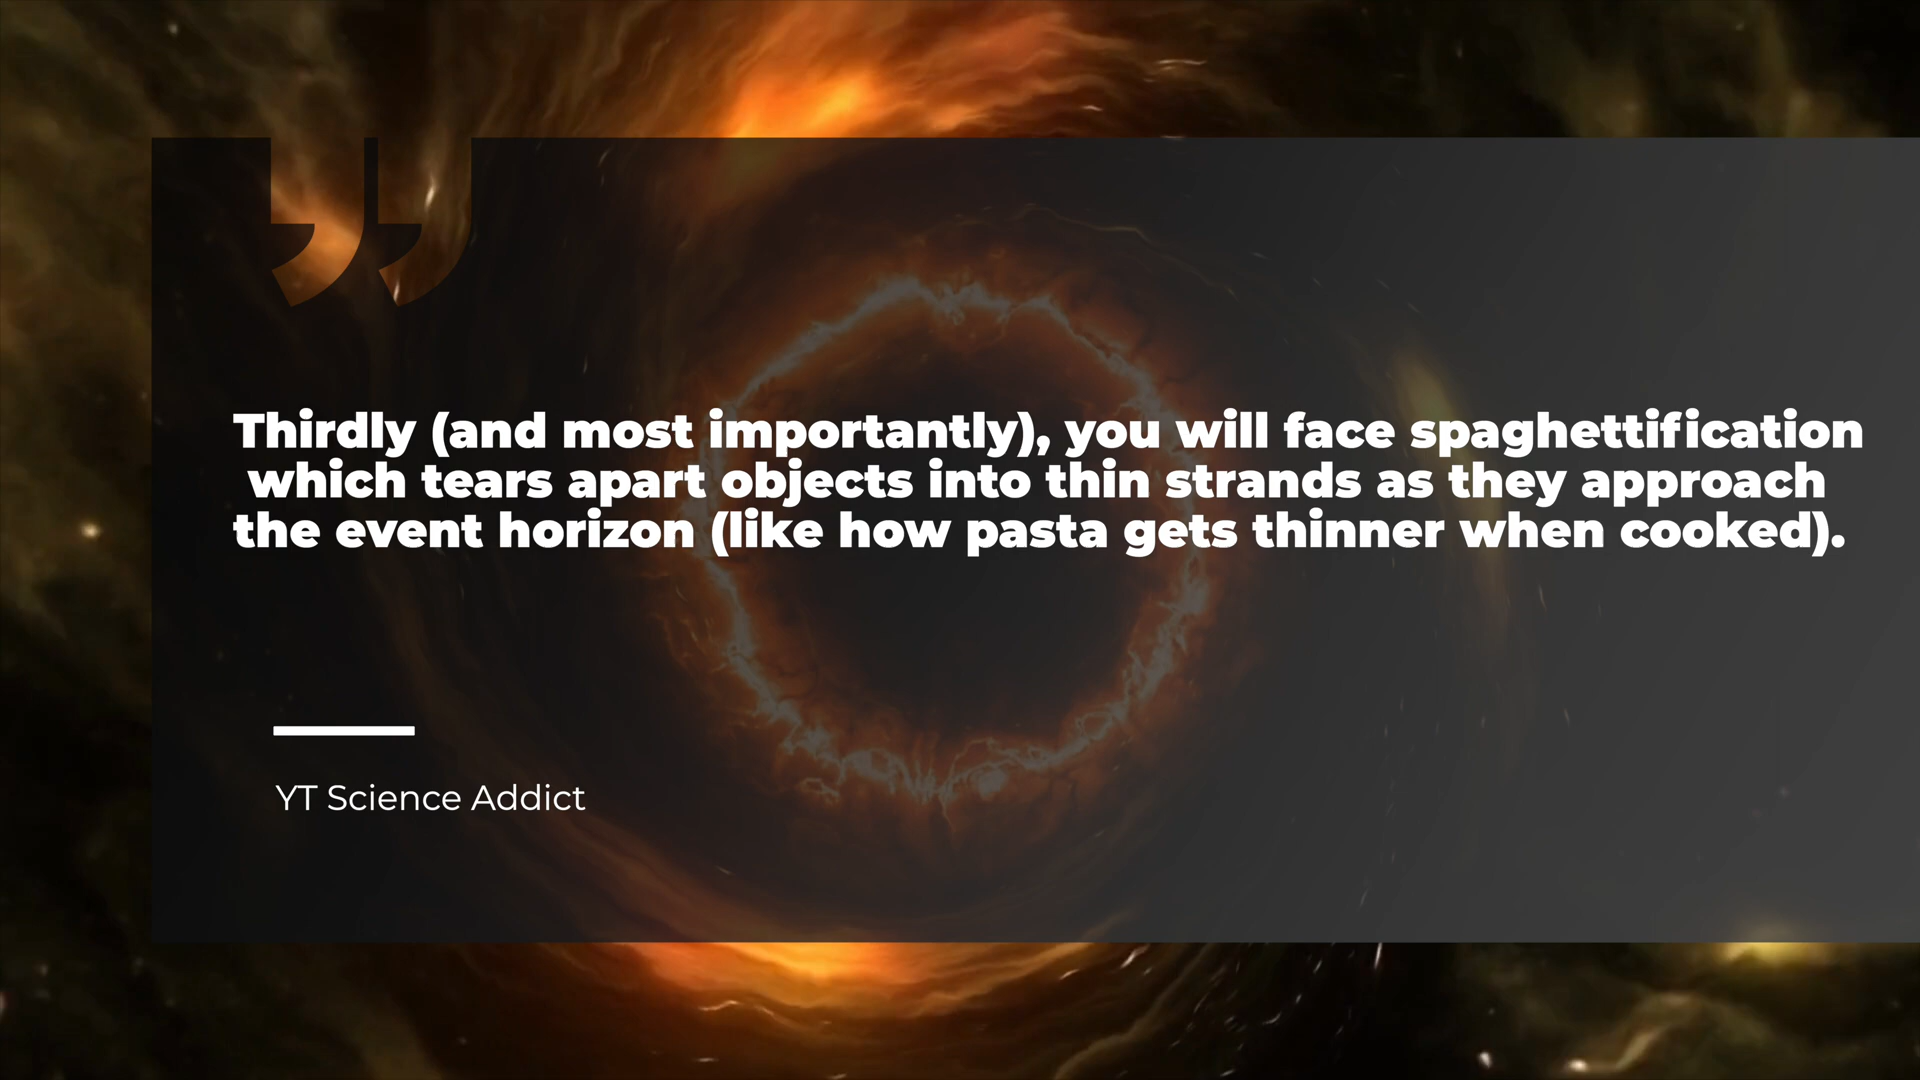 Thirdly (and most importantly), you will face spaghettification
which tears apart objects into thin strands as they approach
the event horizon (like how pasta gets thinner when cooked).
YT Science Addict